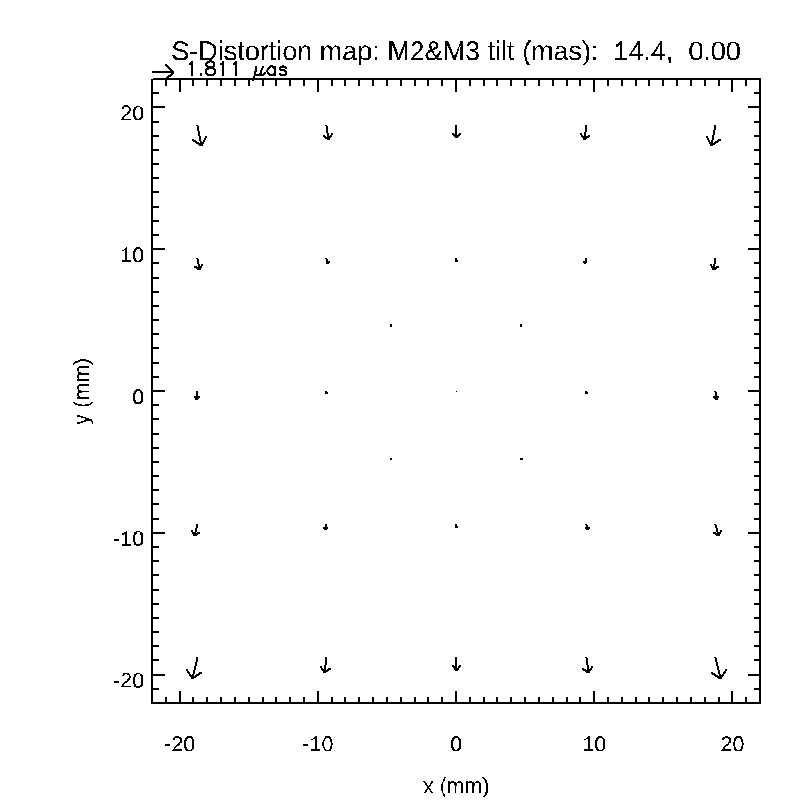 S-Distortion map: M2&M3 tilt (mas): 14.4, 0.00
1.811 μas
20
10
0
-10
-20
y (mm)
-20 -10 0 10 20
x (mm)